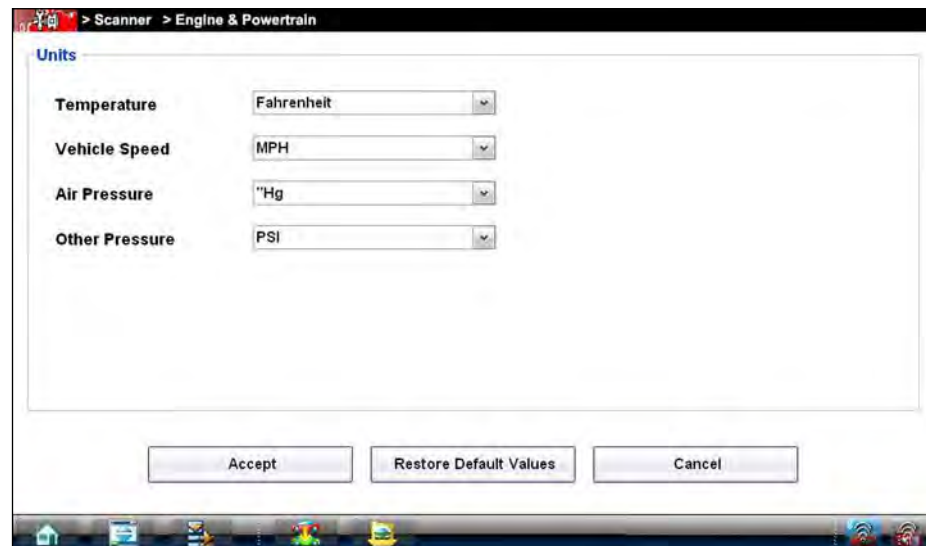 > Scanner > Engine & Powertrain
Units
Temperature Fahrenheit
Vehicle Speed MPH
Air Pressure "Hg
Other Pressure PSI
Accept Restore Default Values Cancel